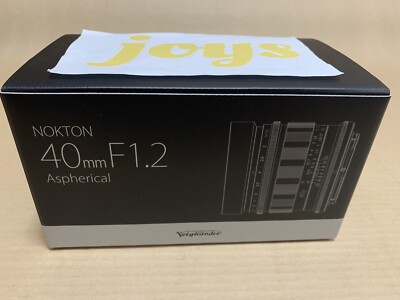 joys
NOKTON
40mm F1.2
Aspherical
Voigtländer